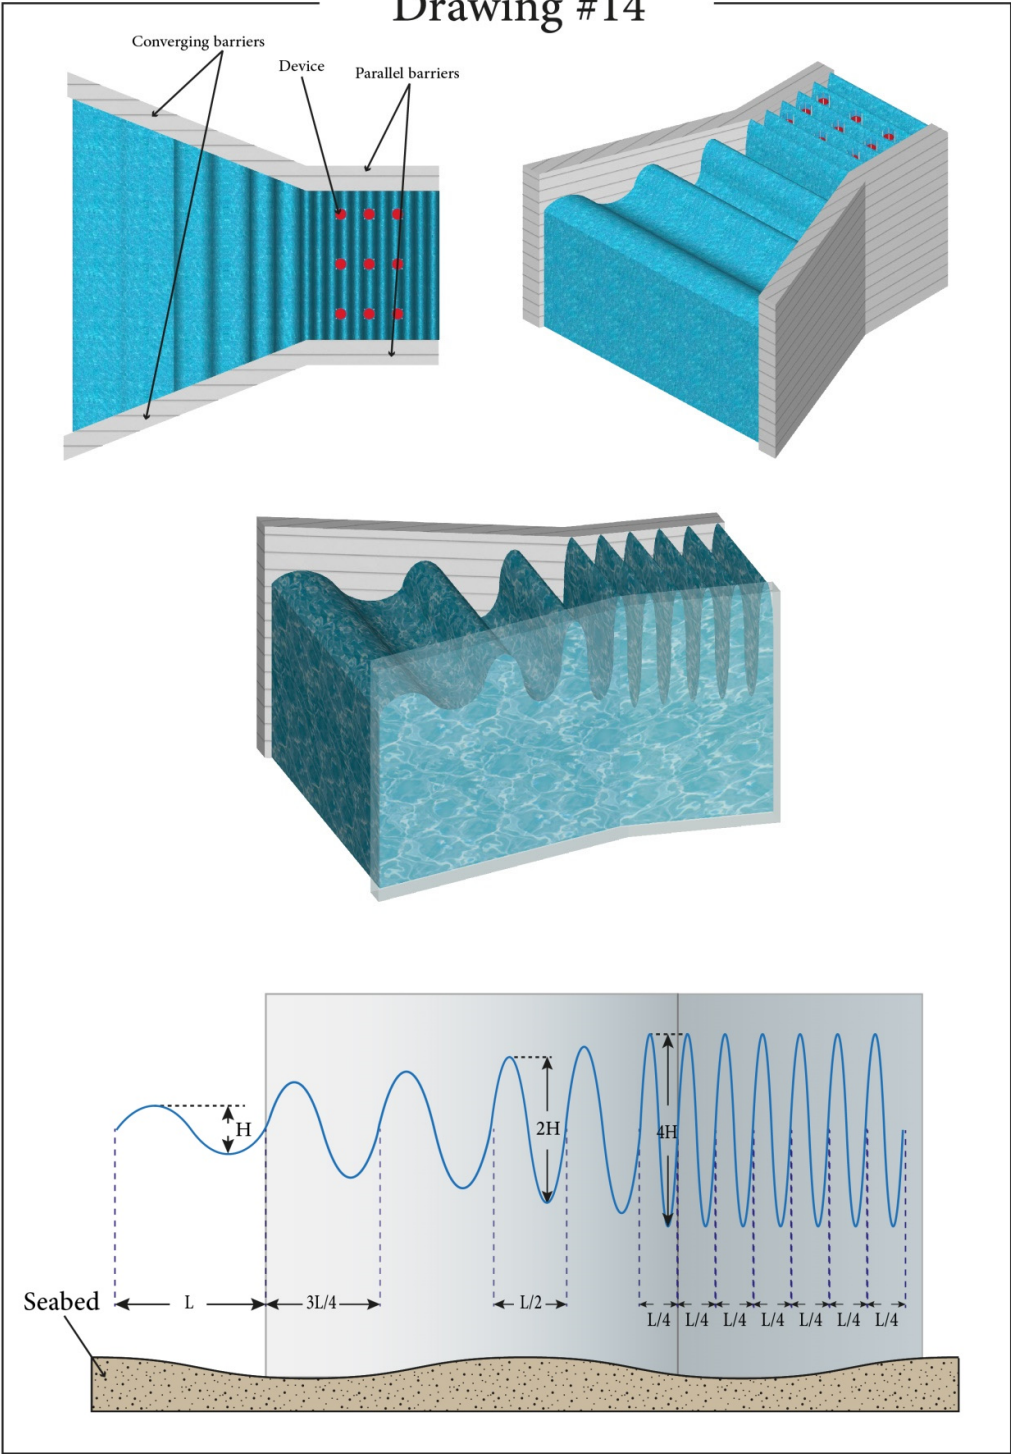 Drawing #14
Converging barriers
Device
Parallel barriers
H
2H
4H
Seabed
L
3L/4
L/2
L/4
L/4
L/4
L/4
L/4
L/4
L/4